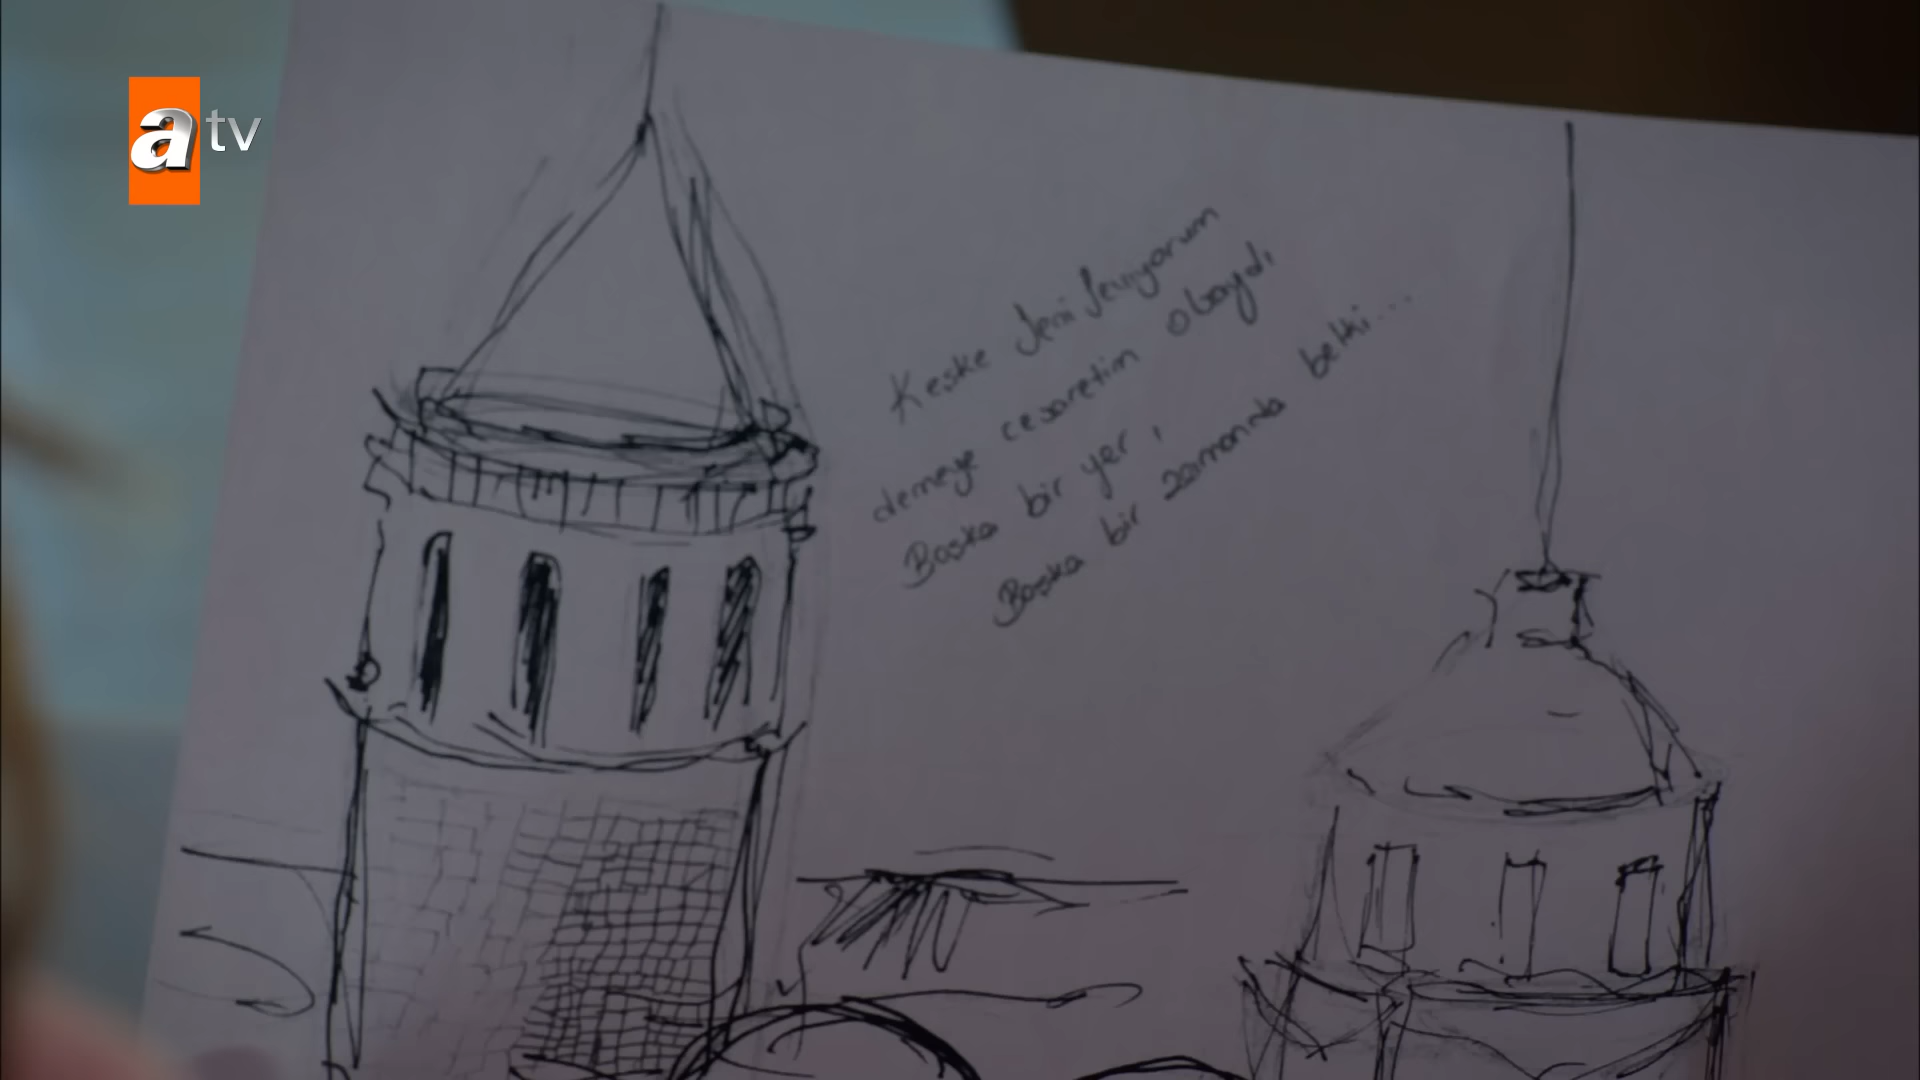 atv
Keşke seni seviyorum
demeye cesaretim olsaydı
Başka bir yer,
Başka bir zamanda belki...